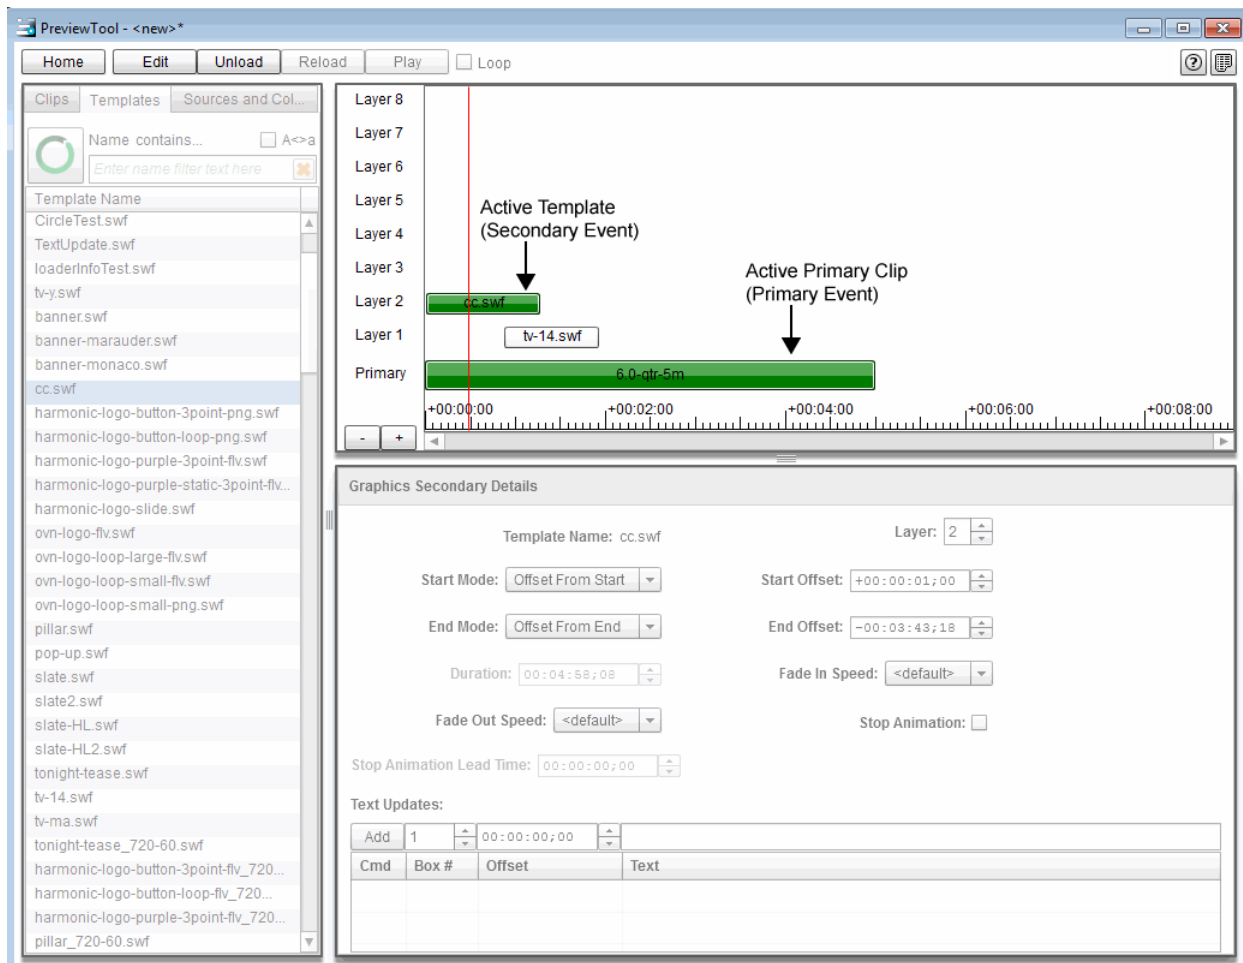 PreviewTool - <new>*
Home Edit Unload Reload Play Loop
Clips Templates Sources and Col...
Name contains... A<>a
Enter name filter text here
Template Name
CircleTest.swf
TextUpdate.swf
loaderInfoTest.swf
tv-y.swf
banner.swf
banner-marauder.swf
banner-monaco.swf
cc.swf
harmonic-logo-button-3point-png.swf
harmonic-logo-button-loop-png.swf
harmonic-logo-purple-3point-flv.swf
harmonic-logo-purple-static-3point-flv...
harmonic-logo-slide.swf
ovn-logo-flv.swf
ovn-logo-loop-large-flv.swf
ovn-logo-loop-small-flv.swf
ovn-logo-loop-small-png.swf
pillar.swf
pop-up.swf
slate.swf
slate2.swf
slate-HL.swf
slate-HL2.swf
tonight-tease.swf
tv-14.swf
tv-ma.swf
tonight-tease_720-60.swf
harmonic-logo-button-3point-flv_720...
harmonic-logo-button-loop-flv_720...
harmonic-logo-purple-3point-flv_720...
pillar_720-60.swf
Layer 8
Layer 7
Layer 6
Layer 5
Active Template
(Secondary Event)
Layer 4
Layer 3
Active Primary Clip
(Primary Event)
Layer 2 cc.swf
Layer 1 tv-14.swf
Primary 6.0-qtr-5m
+00:00:00 +00:02:00 +00:04:00 +00:06:00 +00:08:00
- +
Graphics Secondary Details
Template Name: cc.swf Layer: 2
Start Mode: Offset From Start Start Offset: +00:00:01;00
End Mode: Offset From End End Offset: -00:03:43;18
Duration: 00:04:58;08 Fade In Speed: <default>
Fade Out Speed: <default> Stop Animation:
Stop Animation Lead Time: 00:00:00;00
Text Updates:
Add 1 00:00:00;00
Cmd Box # Offset Text